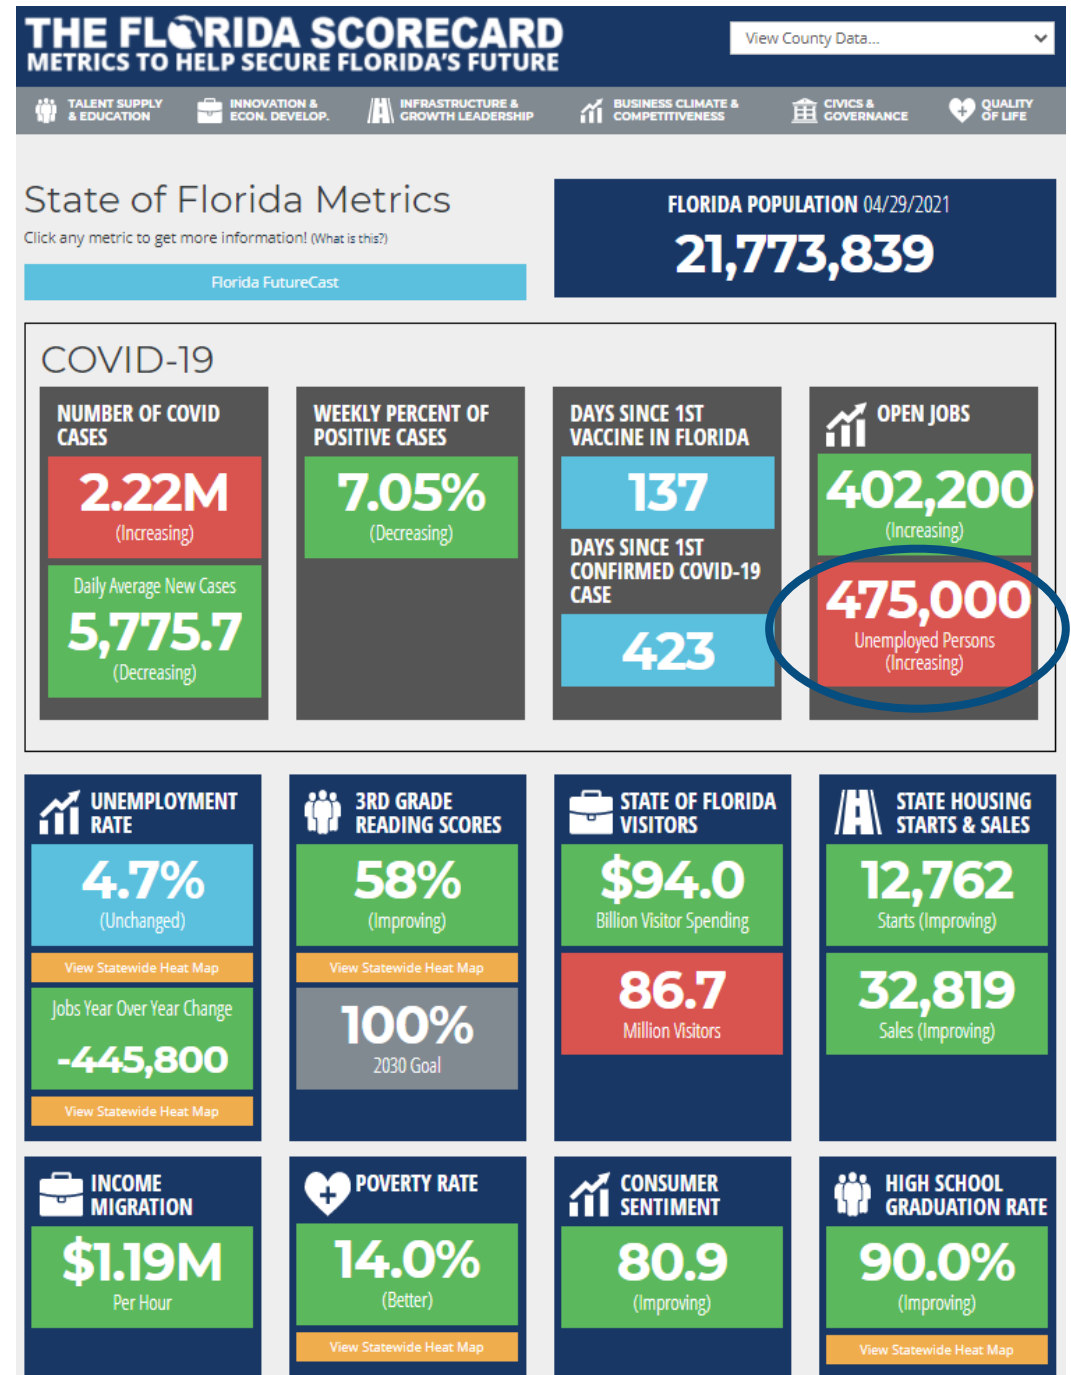 THE FLORIDA SCORECARD
METRICS TO HELP SECURE FLORIDA'S FUTURE
View County Data...
TALENT SUPPLY
& EDUCATION
INNOVATION &
ECON. DEVELOP.
INFRASTRUCTURE &
GROWTH LEADERSHIP
BUSINESS CLIMATE &
COMPETITIVENESS
CIVICS &
GOVERNANCE
QUALITY
OF LIFE
State of Florida Metrics
Click any metric to get more information! (What is this?)
Florida FutureCast
FLORIDA POPULATION 04/29/2021
21,773,839
COVID-19
NUMBER OF COVID
CASES
2.22M
(Increasing)
Daily Average New Cases
5,775.7
(Decreasing)
WEEKLY PERCENT OF
POSITIVE CASES
7.05%
(Decreasing)
DAYS SINCE 1ST
VACCINE IN FLORIDA
137
DAYS SINCE 1ST
CONFIRMED COVID-19
CASE
423
OPEN JOBS
402,200
(Increasing)
475,000
Unemployed Persons
(Increasing)
UNEMPLOYMENT
RATE
4.7%
(Unchanged)
View Statewide Heat Map
Jobs Year Over Year Change
-445,800
View Statewide Heat Map
3RD GRADE
READING SCORES
58%
(Improving)
View Statewide Heat Map
100%
2030 Goal
STATE OF FLORIDA
VISITORS
$94.0
Billion Visitor Spending
86.7
Million Visitors
STATE HOUSING
STARTS & SALES
12,762
Starts (Improving)
32,819
Sales (Improving)
INCOME
MIGRATION
$1.19M
Per Hour
POVERTY RATE
14.0%
(Better)
View Statewide Heat Map
CONSUMER
SENTIMENT
80.9
(Improving)
HIGH SCHOOL
GRADUATION RATE
90.0%
(Improving)
View Statewide Heat Map